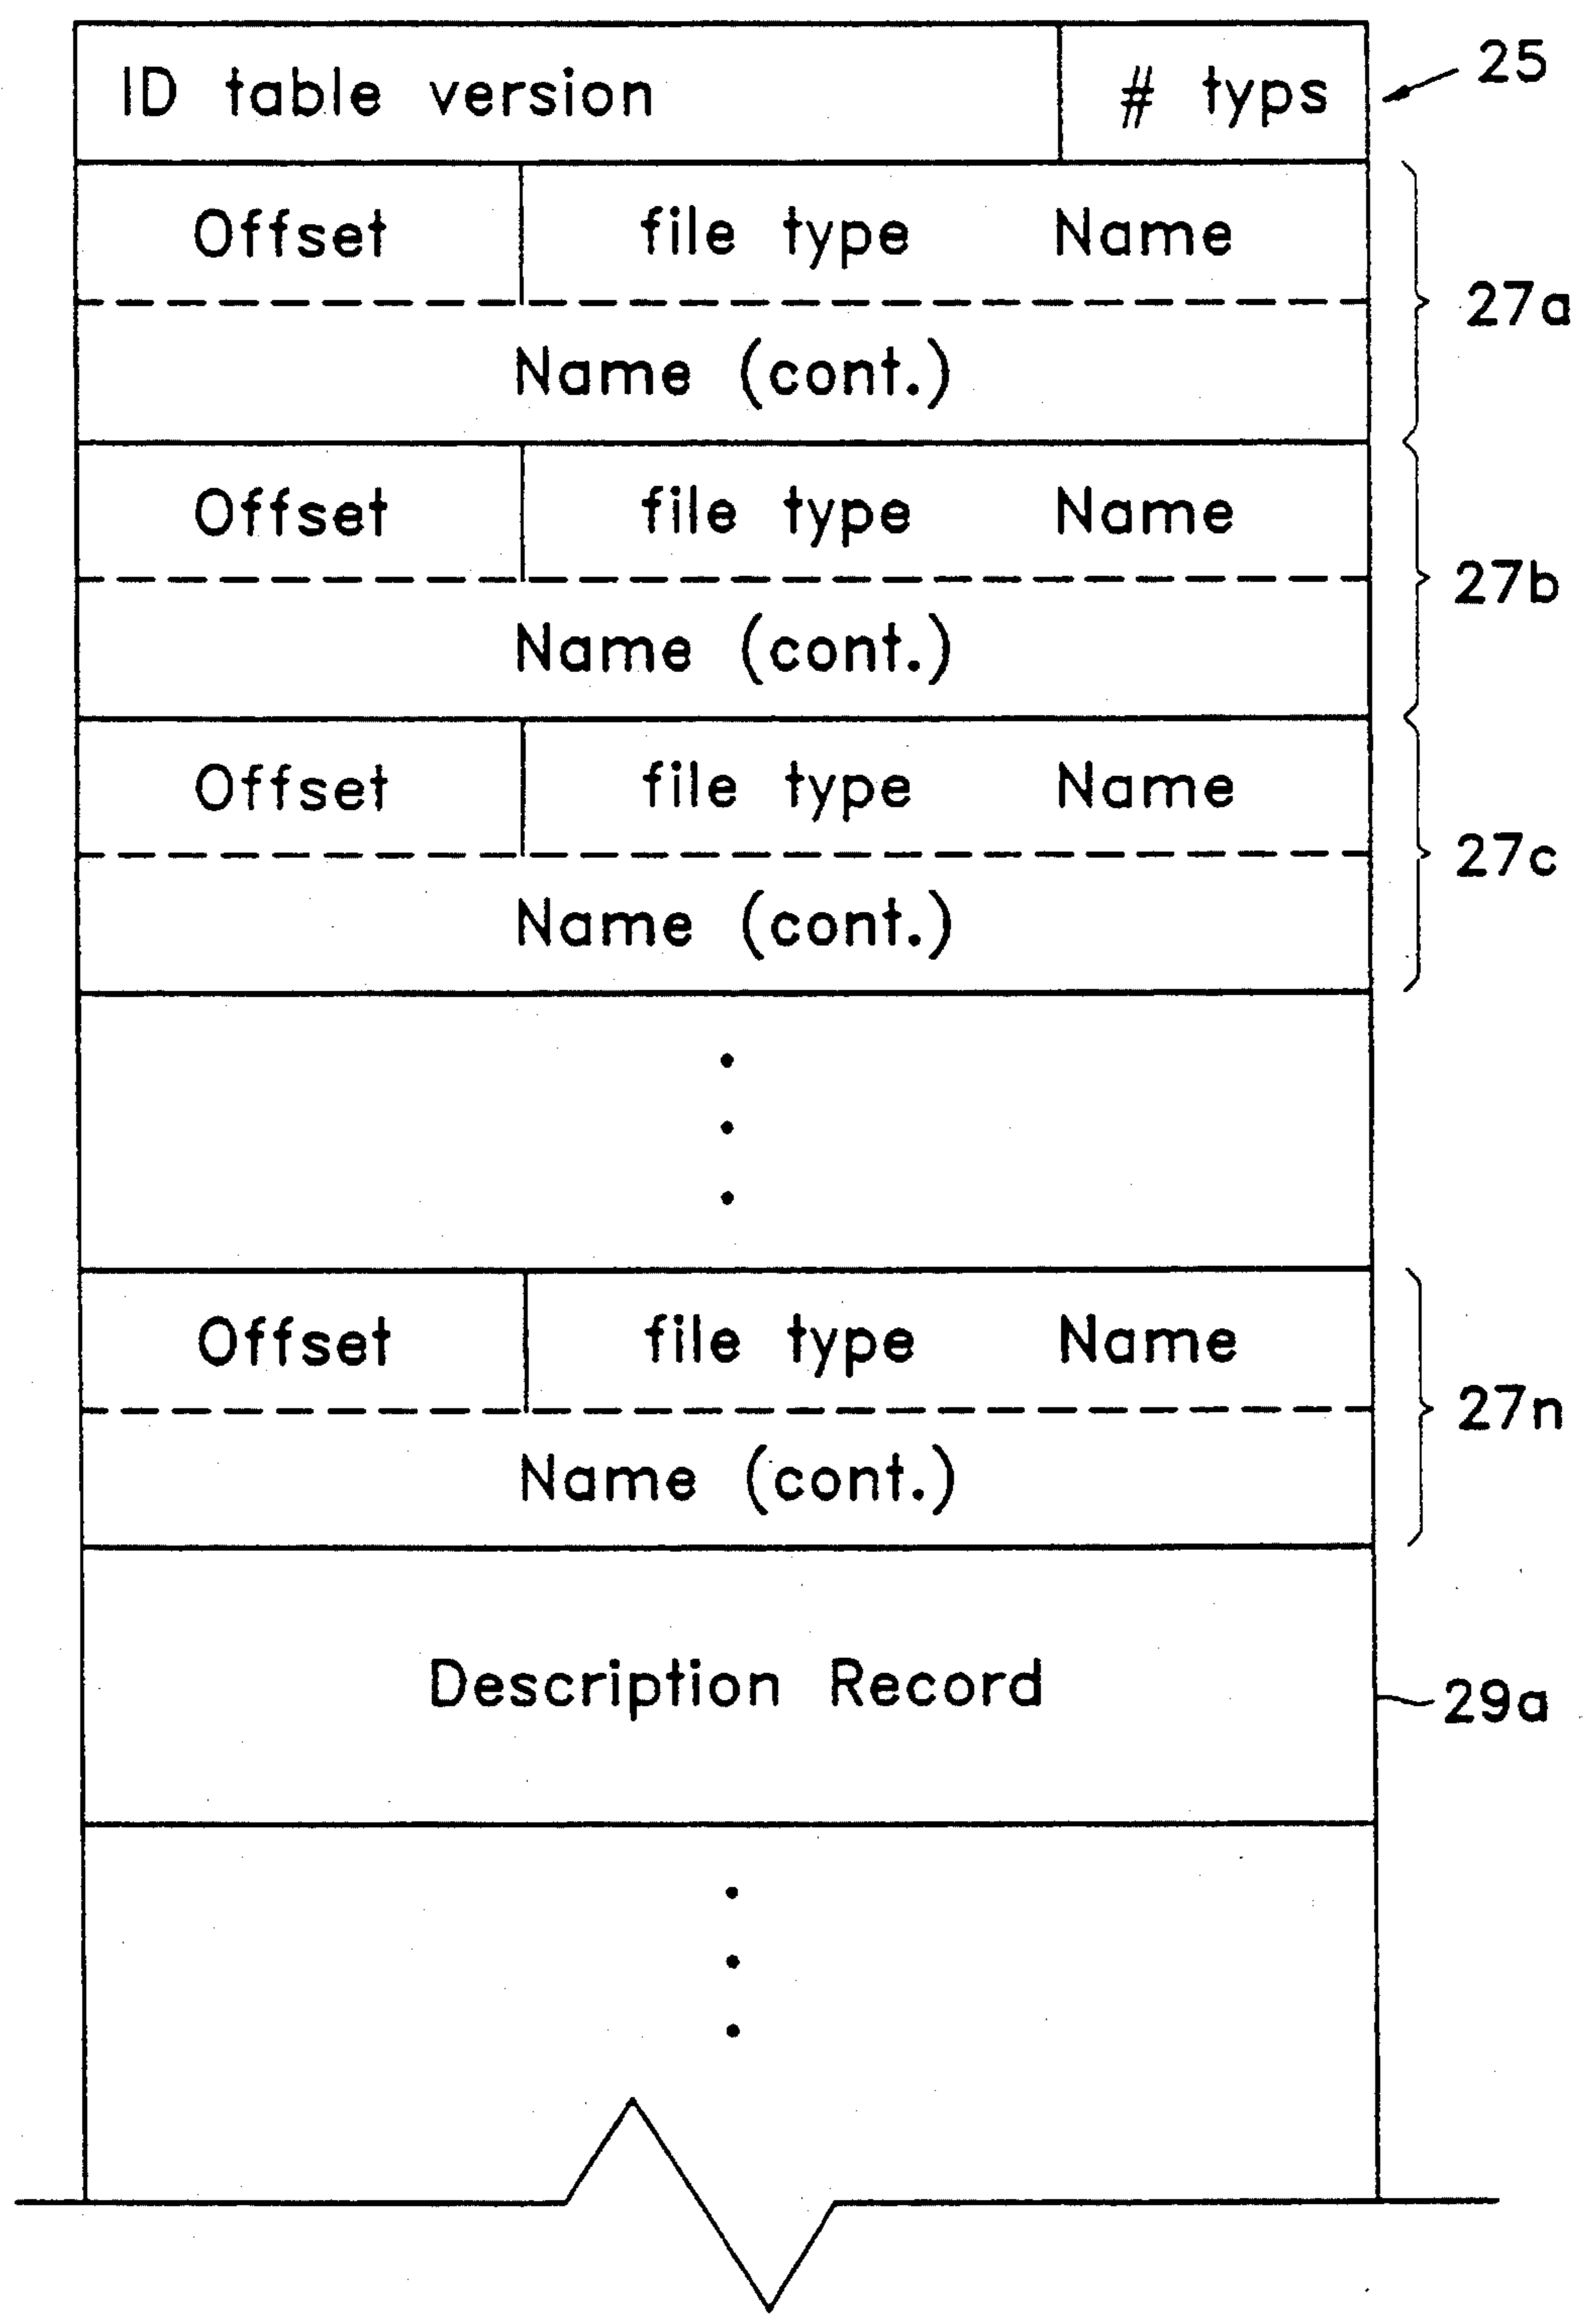 ID table version # typs 25
Offset file type Name
27a
Name (cont.)
Offset file type Name
27b
Name (cont.)
Offset file type Name
27c
Name (cont.)
Offset file type Name
27n
Name (cont.)
Description Record 29a